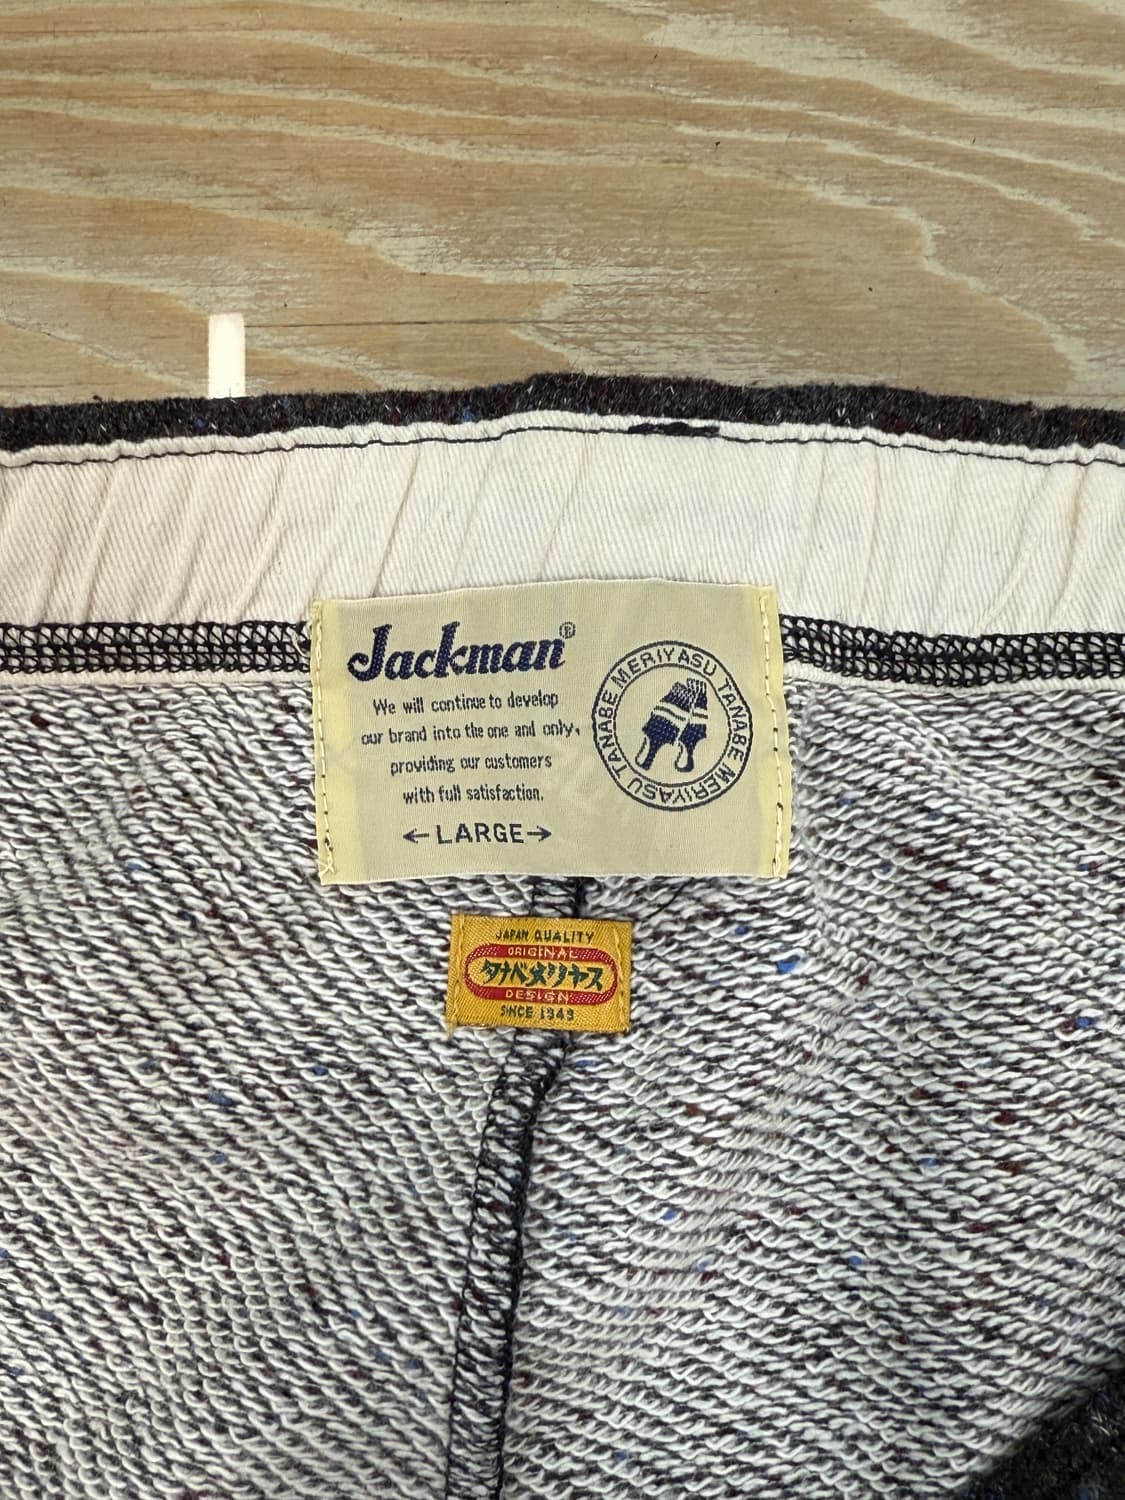 Jackman®
We will continue to develop
our brand into the one and only,
providing our customers
with full satisfaction.
←LARGE→
TANABE MERIYASU TANABE MERIYASU
JAPAN QUALITY
ORIGINAL
タナベメリヤス
DESIGN
SINCE 1949